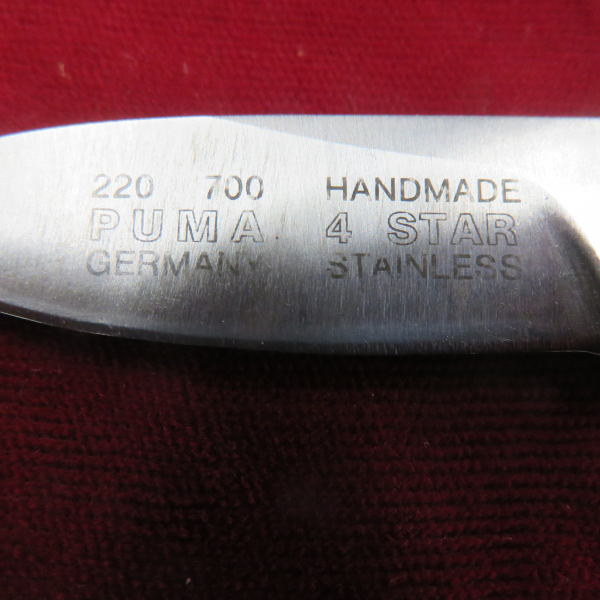 220 700 HANDMADE
PUMA 4 STAR
GERMANY STAINLESS